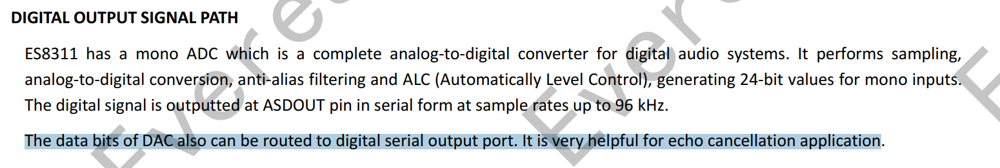 DIGITAL OUTPUT SIGNAL PATH
ES8311 has a mono ADC which is a complete analog-to-digital converter for digital audio systems. It performs sampling,
analog-to-digital conversion, anti-alias filtering and ALC (Automatically Level Control), generating 24-bit values for mono inputs.
The digital signal is outputted at ASDOUT pin in serial form at sample rates up to 96 kHz.
The data bits of DAC also can be routed to digital serial output port. It is very helpful for echo cancellation application.